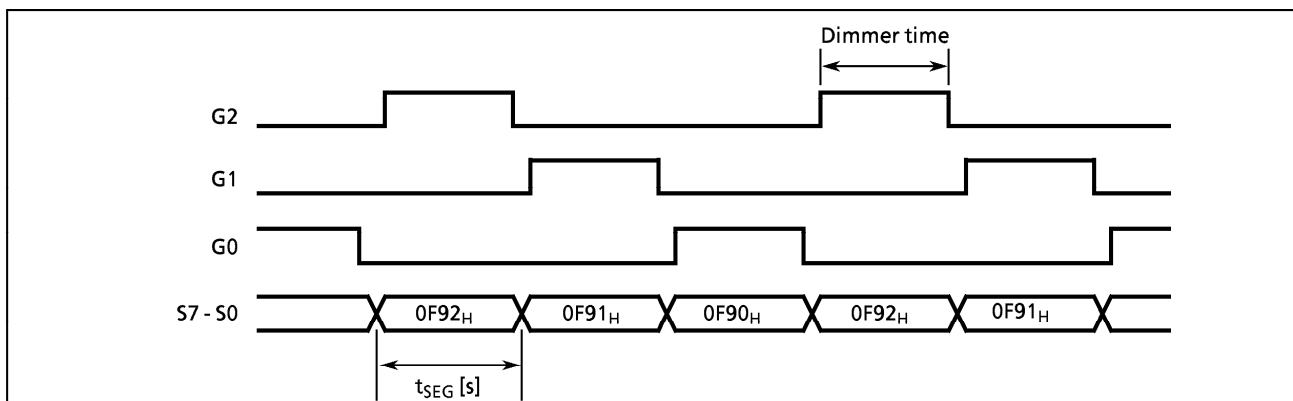 Dimmer time
G2
G1
G0
S7 - S0 0F92H 0F91H 0F90H 0F92H 0F91H
tSEG [s]